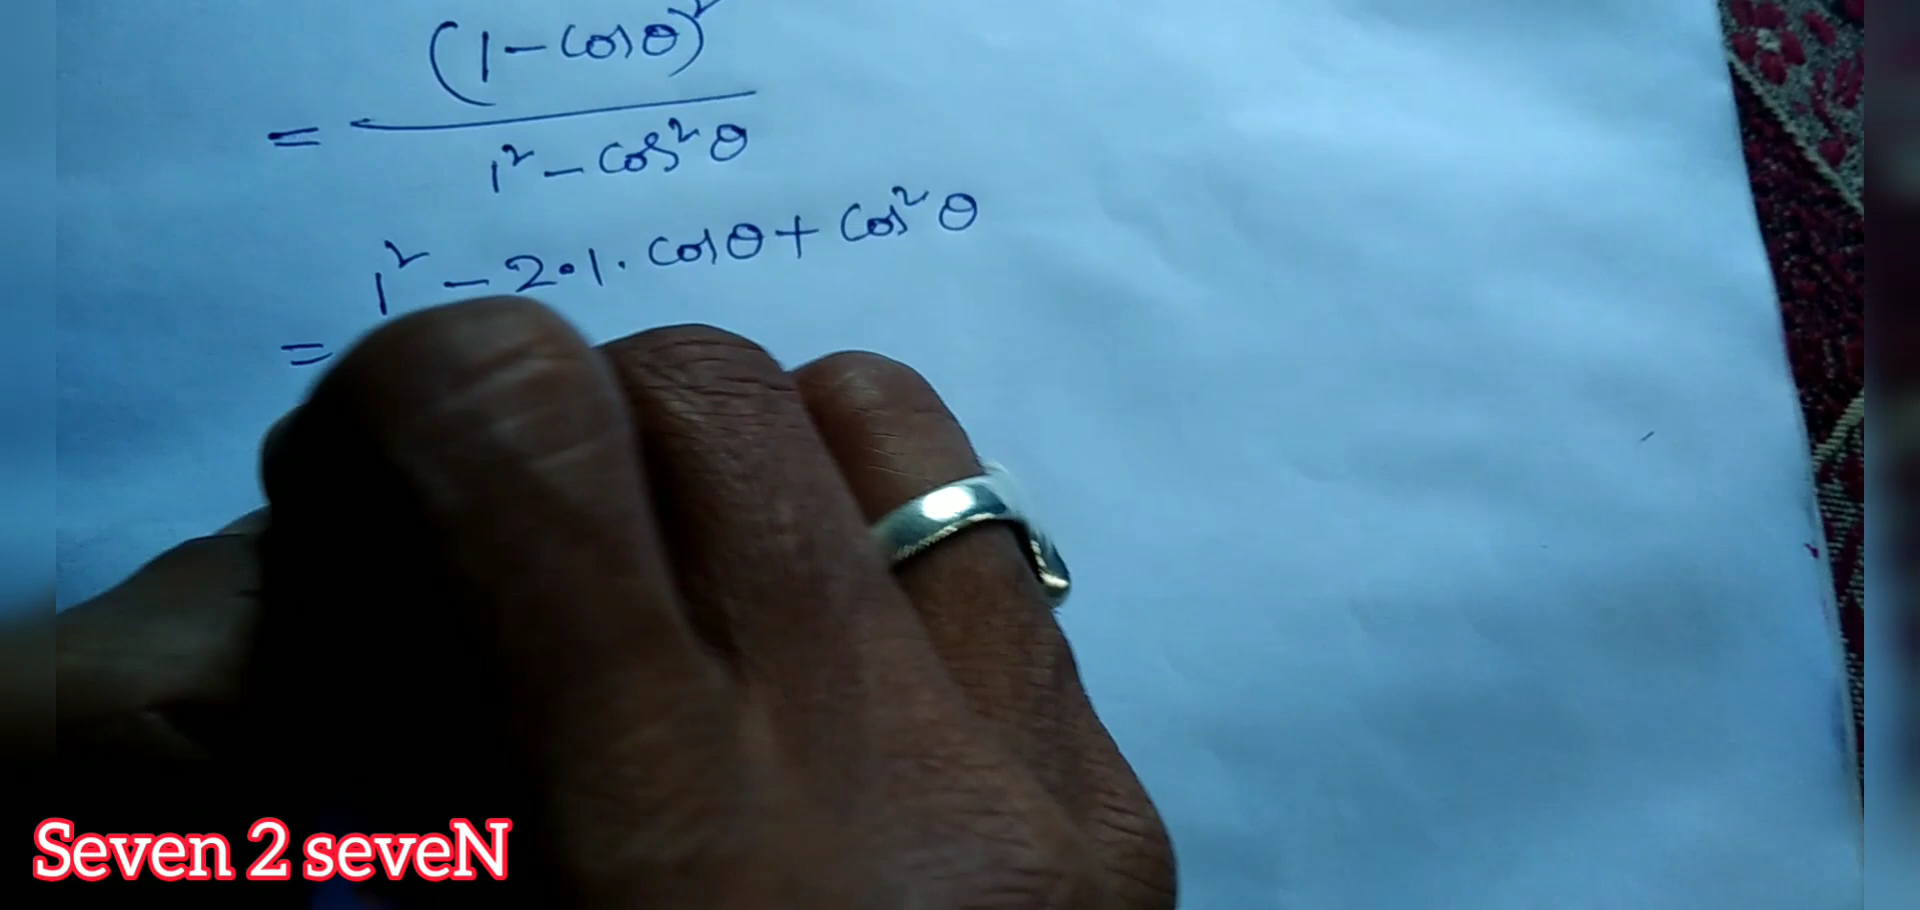 (1 - cosθ)²
=
1² - cos²θ
1² - 2·1· cosθ + cos²θ
=
Seven 2 seveN